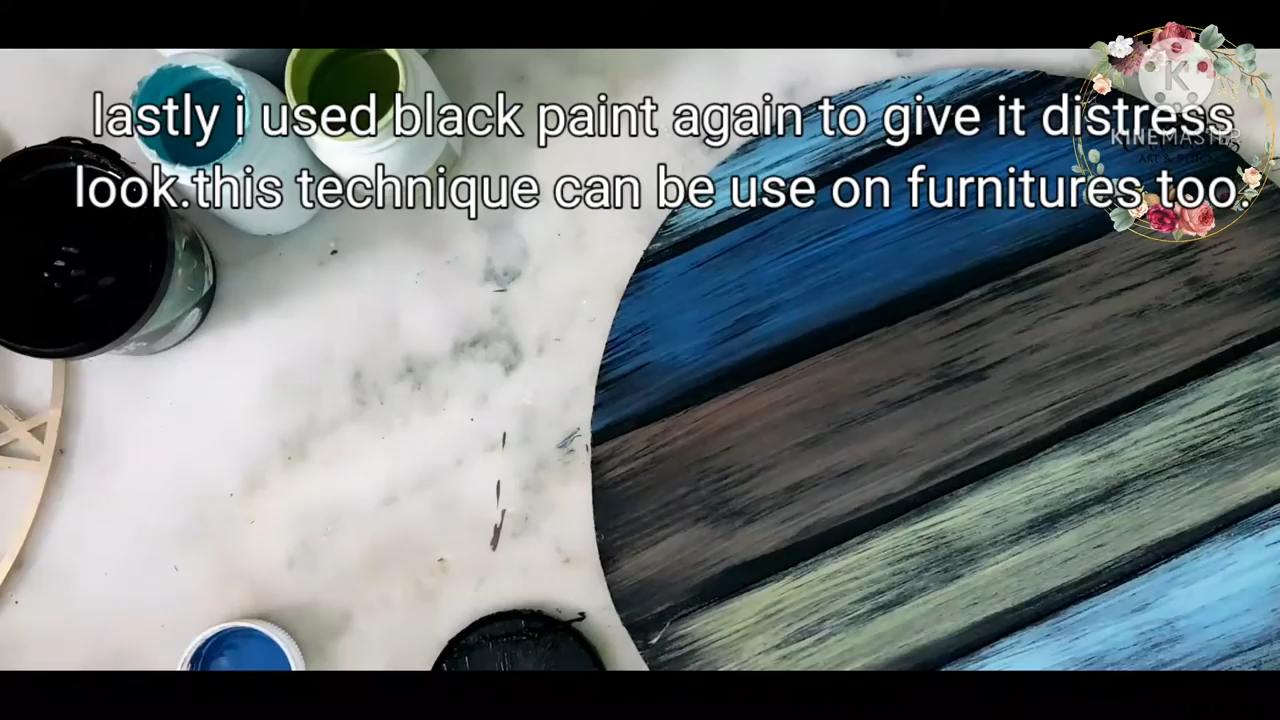 lastly i used black paint again to give it distress
look.this technique can be use on furnitures too.
K
KINEMASTER